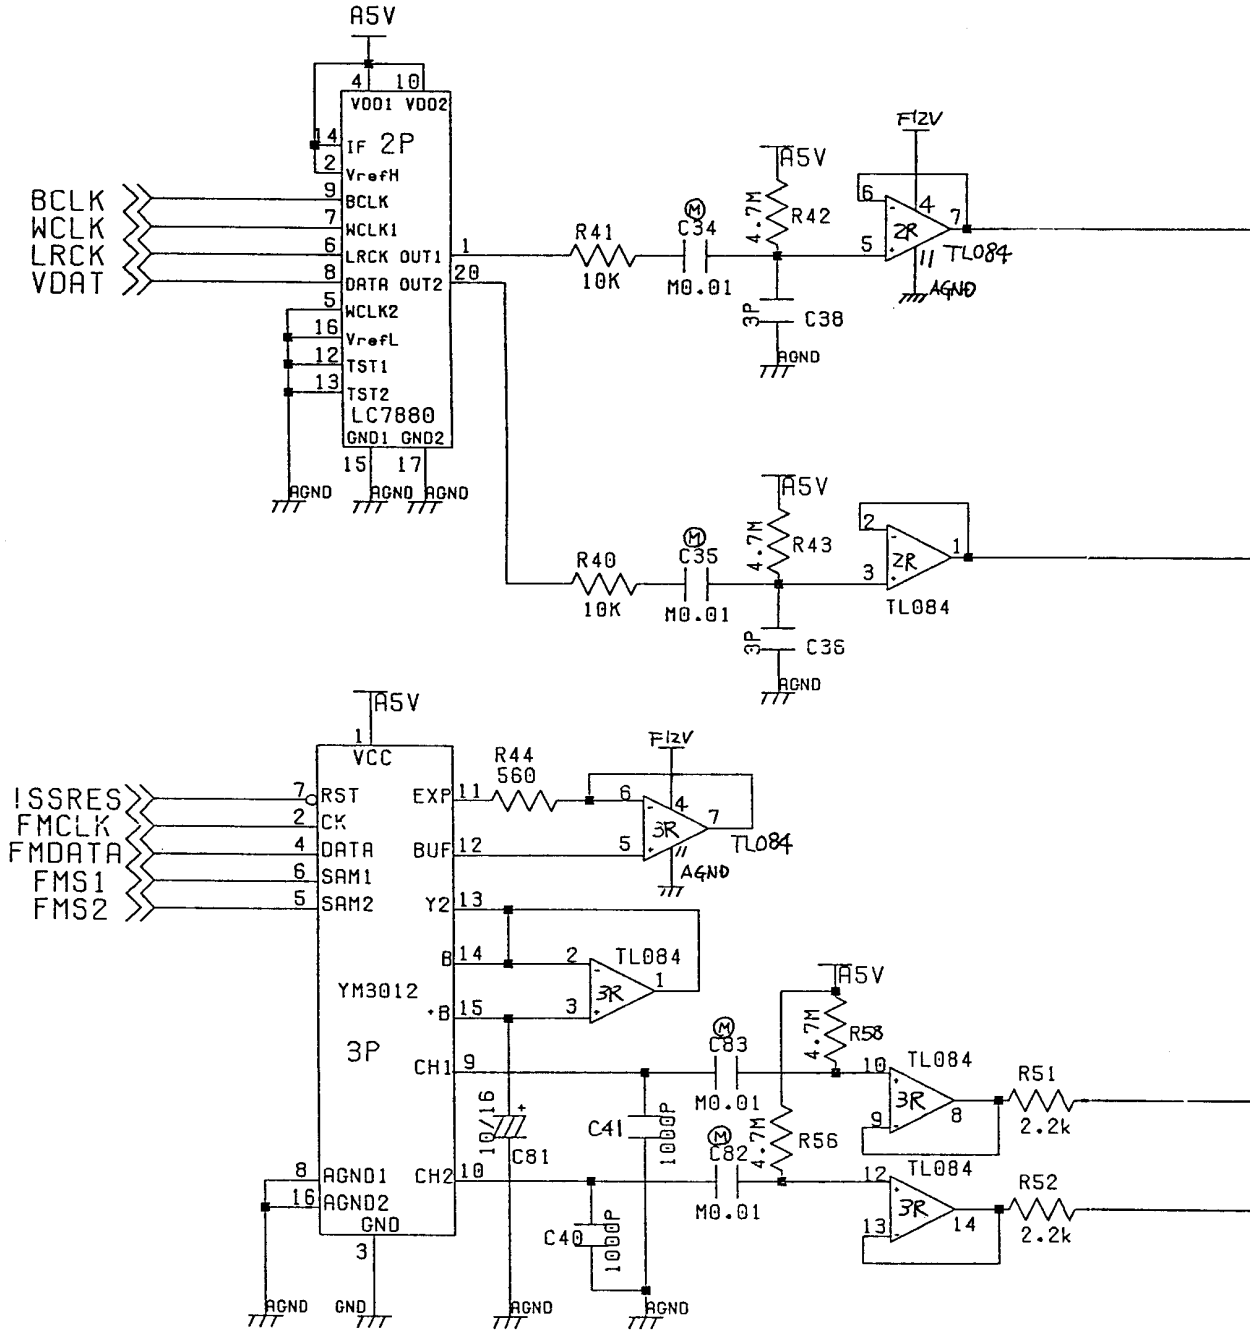 A5V
4 10
VDD1 VDD2
14 IF 2P
2 VrefH
BCLK 9 BCLK
WCLK 7 WCLK1
LRCK 6 LRCK OUT1 1
VDAT 8 DATA OUT2 20
5 WCLK2
16 VrefL
12 TST1
13 TST2
LC7880
GND1 GND2
15 17
AGND AGND AGND
R41
10K
M
C34
M0.01
A5V
4.7M R42
3P C38
AGND
F12V
6 4 7
2R
5 11 TL084
AGND
R40
10K
M
C35
M0.01
A5V
4.7M R43
3P C36
AGND
2 1
2R
3
TL084
A5V
1
VCC
ISSRES 7 RST EXP 11
FMCLK 2 CK
FMDATA 4 DATA BUF 12
FMS1 6 SAM1
FMS2 5 SAM2 Y2 13
B 14
YM3012 +B 15
3P
CH1 9
8 AGND1 CH2 10
16 AGND2
GND
3
AGND GND AGND AGND
R44
560
F12V
6 4 7
3R
5 11 TL084
AGND
TL084
2 1
3R
3
10/16 +
C81
C41 1000P
C40 1000P
M
C83
M0.01
M
C82
M0.01
A5V
4.7M R58
4.7M R56
TL084
10
3R 8
9
R51
2.2k
TL084
12
3R
13 14
R52
2.2k